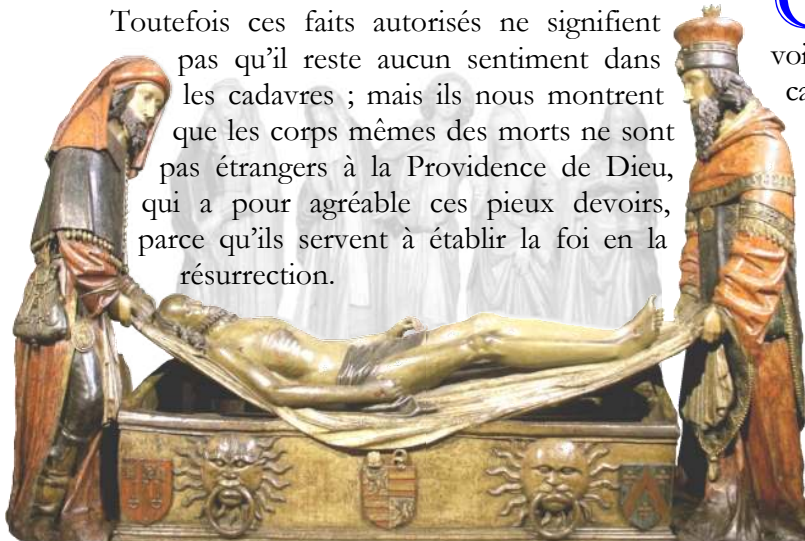 Toutefois ces faits autorisés ne signifient
pas qu’il reste aucun sentiment dans
les cadavres ; mais ils nous montrent
que les corps mêmes des morts ne sont
pas étrangers à la Providence de Dieu,
qui a pour agréable ces pieux devoirs,
parce qu’ils servent à établir la foi en la
résurrection.